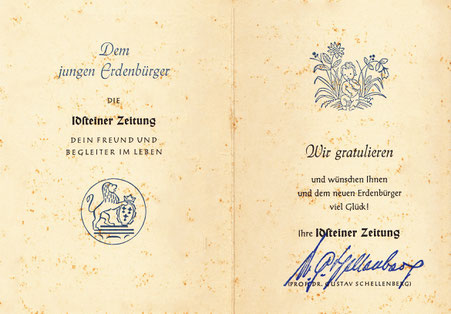 Dem
jungen Erdenbürger
DIE
Idsteiner Zeitung
DEIN FREUND UND
BEGLEITER IM LEBEN
Wir gratulieren
und wünschen Ihnen
und dem neuen Erdenbürger
viel Glück!
Ihre Idsteiner Zeitung
(PROF. DR. GUSTAV SCHELLENBERG)